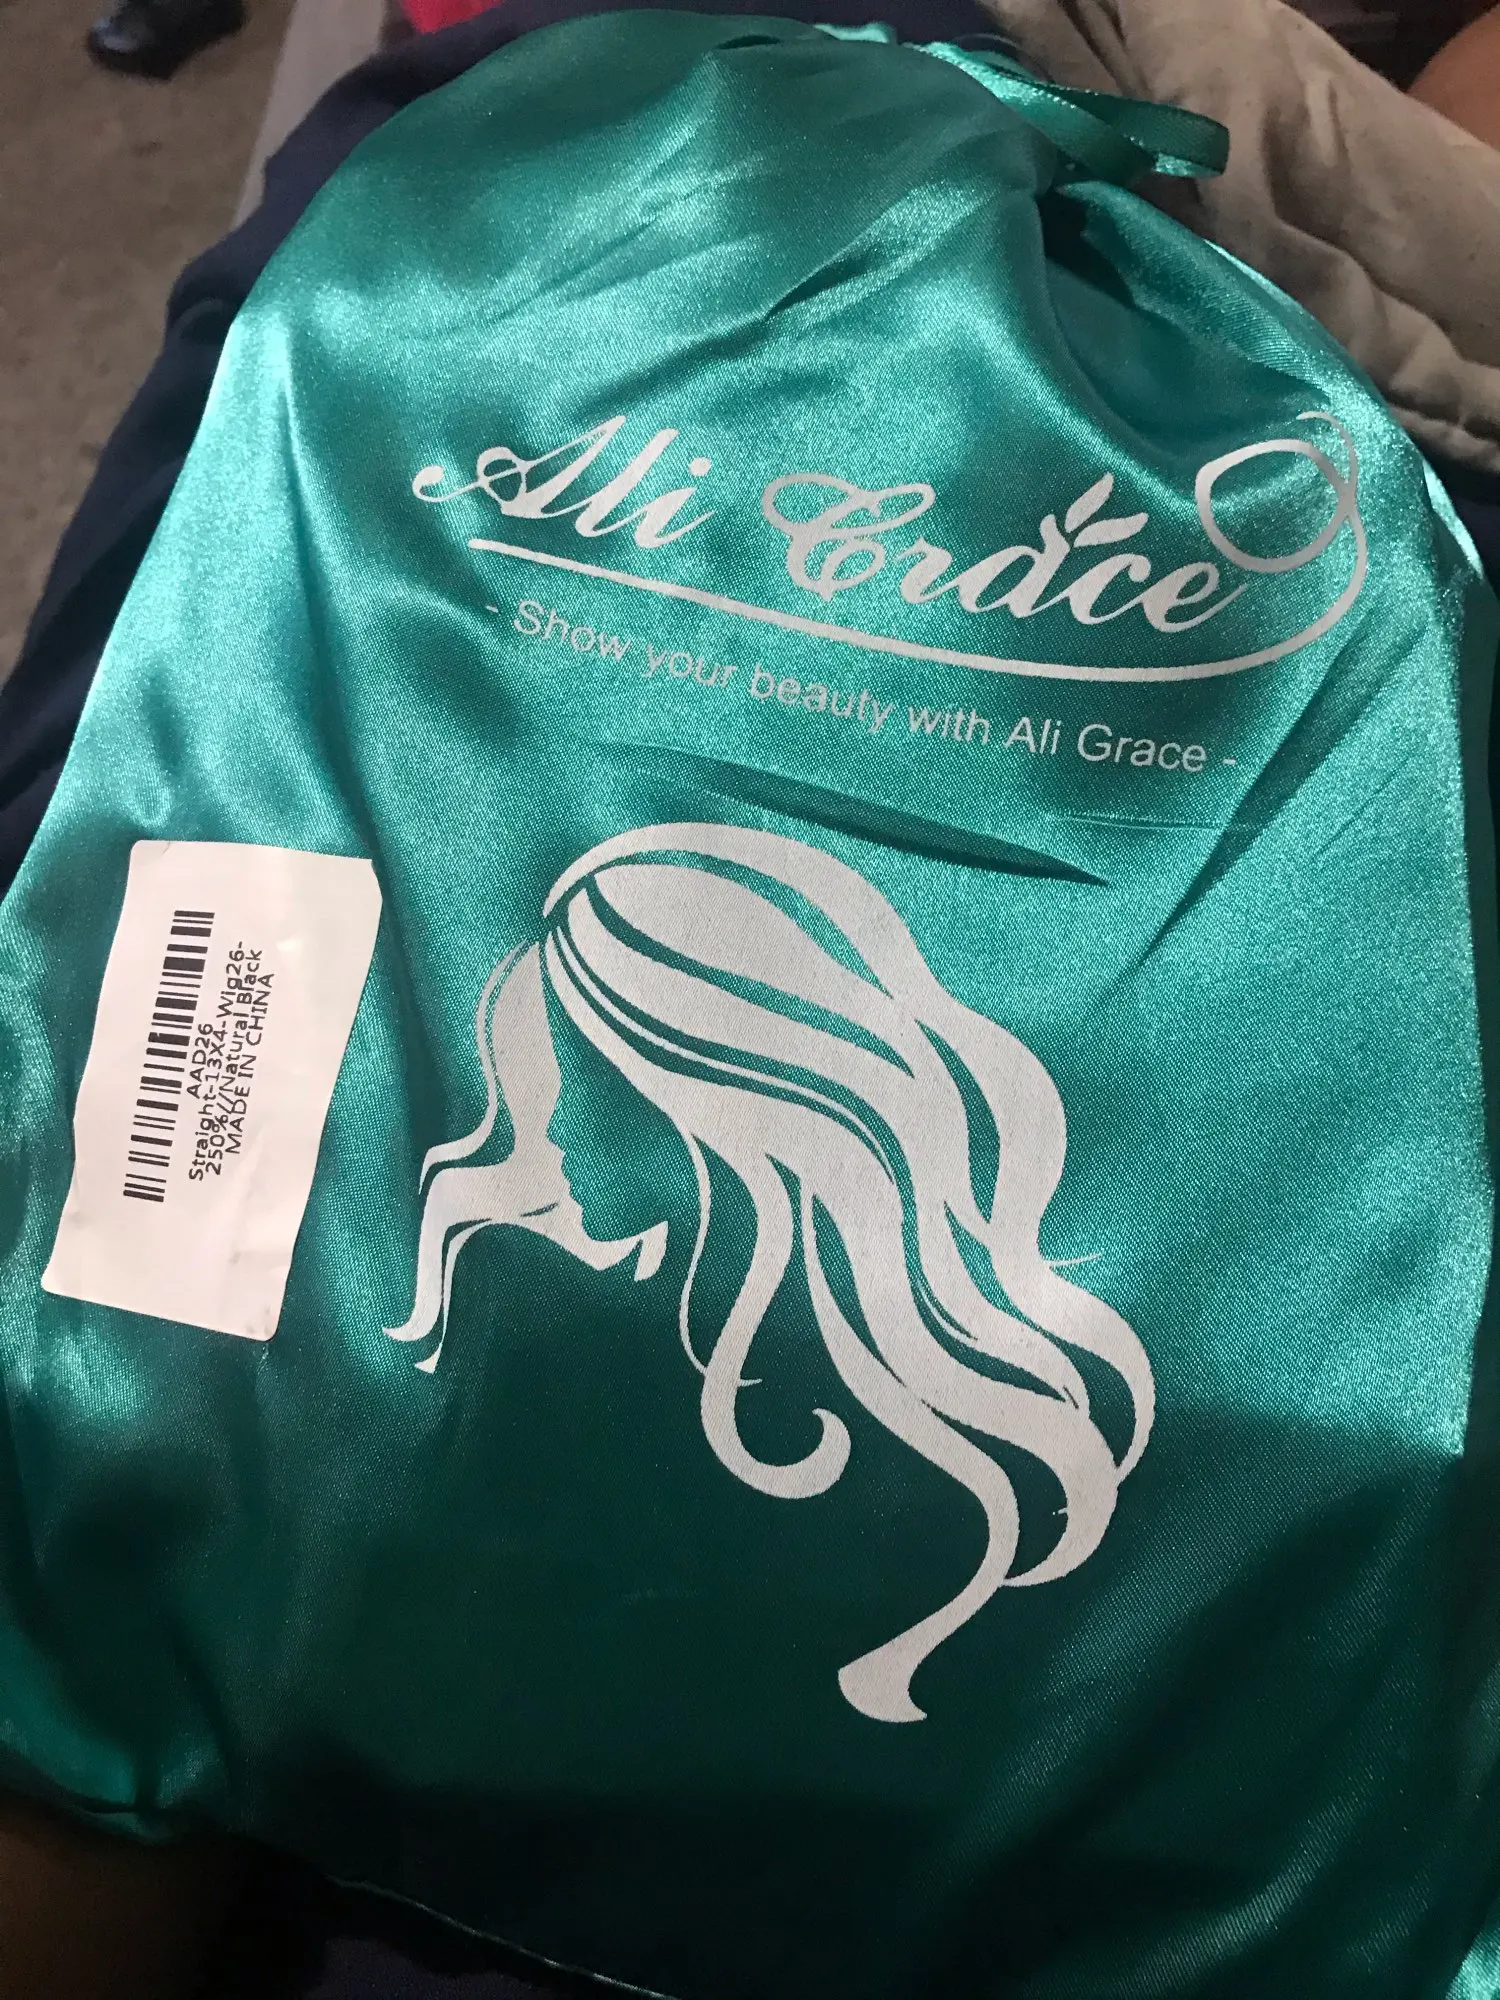 Ali Grace
- Show your beauty with Ali Grace -
AAD26
Straight-13X4-Wig26-
250%//Natural Black
MADE IN CHINA